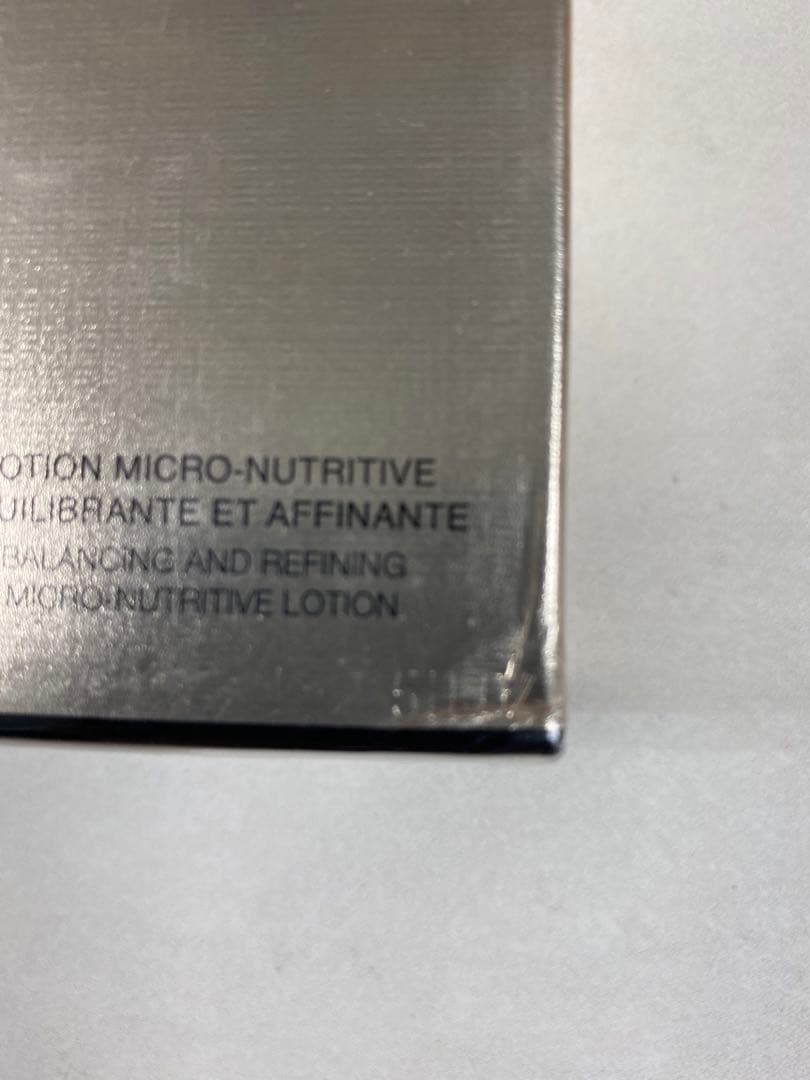 OTION MICRO-NUTRITIVE
UILIBRANTE ET AFFINANTE
BALANCING AND REFINING
MICRO-NUTRITIVE LOTION